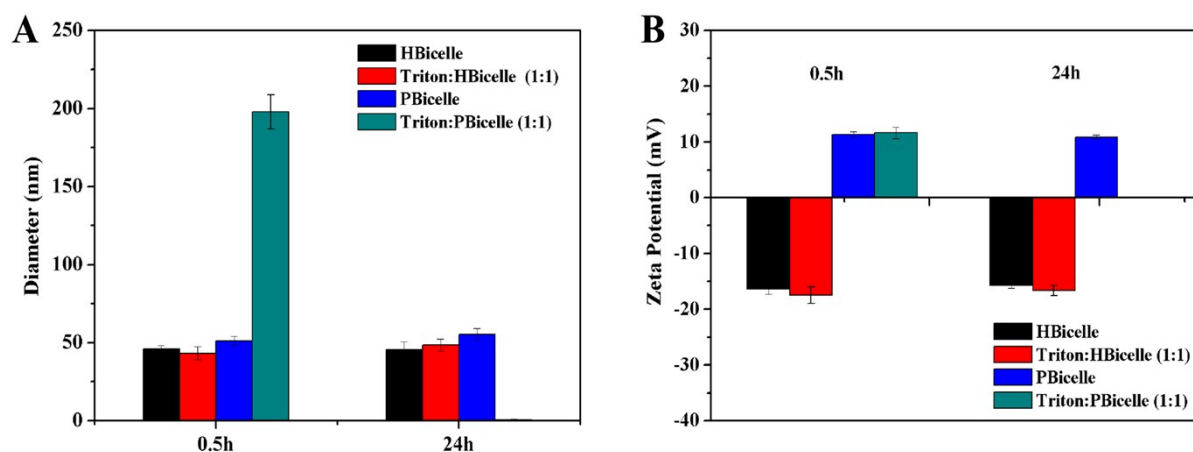 A
Diameter (nm)
250
200
150
100
50
0
HBicelle
Triton:HBicelle (1:1)
PBicelle
Triton:PBicelle (1:1)
0.5h
24h
B
Zeta Potential (mV)
30
20
10
0
-10
-20
-30
-40
0.5h
24h
HBicelle
Triton:HBicelle (1:1)
PBicelle
Triton:PBicelle (1:1)